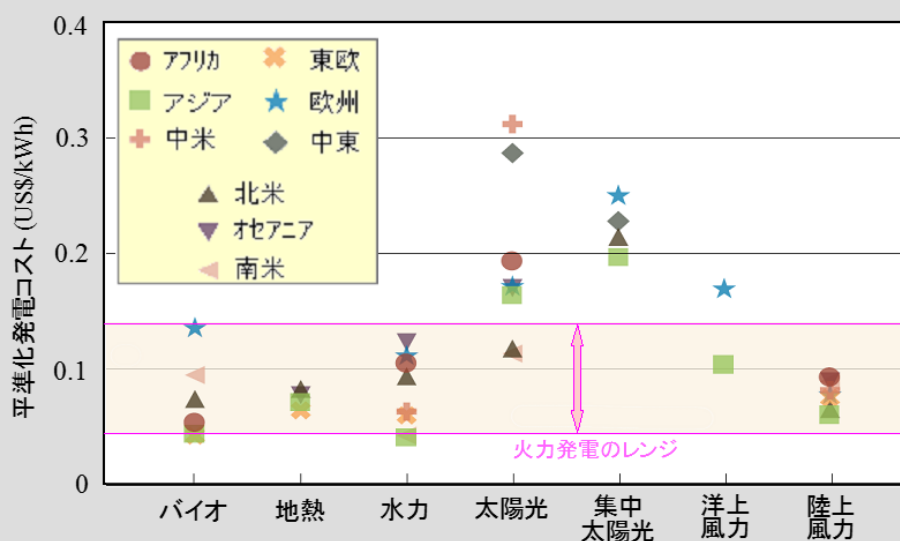 0.4
0.3
0.2
0.1
0
平準化発電コスト (US$/kWh)
アフリカ
東欧
アジア
欧州
中米
中東
北米
オセアニア
南米
火力発電のレンジ
バイオ
地熱
水力
太陽光
集中
太陽光
洋上
風力
陸上
風力